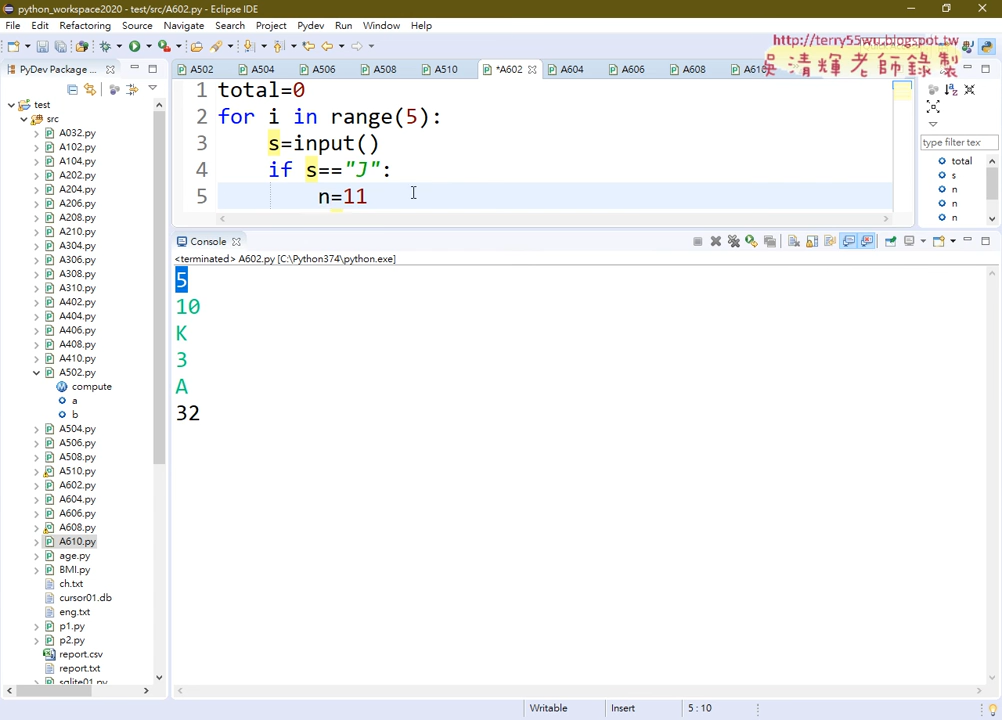 python_workspace2020 - test/src/A602.py - Eclipse IDE
File Edit Refactoring Source Navigate Search Project Pydev Run Window Help
http://terry55wu.blogspot.tw
吳清輝老師錄製
PyDev Package ...
A502 A504 A506 A508 A510 *A602 A604 A606 A608
test
src
A032.py
A102.py
A104.py
A202.py
A204.py
A206.py
A208.py
A210.py
A304.py
A306.py
A308.py
A310.py
A402.py
A404.py
A406.py
A408.py
A410.py
A502.py
compute
a
b
A504.py
A506.py
A508.py
A510.py
A602.py
A604.py
A606.py
A608.py
A610.py
age.py
BMI.py
ch.txt
cursor01.db
eng.txt
p1.py
p2.py
report.csv
report.txt
sqlite01.py
1 total=0
2 for i in range(5):
3 s=input()
4 if s=="J":
5 n=11
type filter tex
total
s
n
n
n
Console
<terminated> A602.py [C:\Python374\python.exe]
5
10
K
3
A
32
Writable Insert 5 : 10